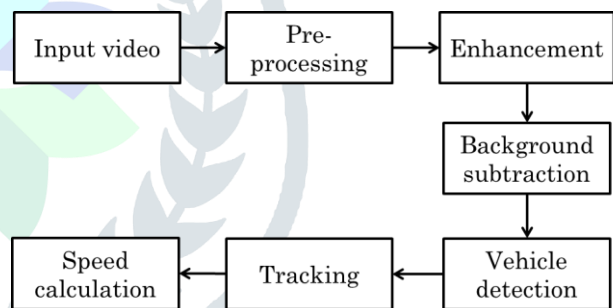 Input video
Pre-
processing
Enhancement
Background
subtraction
Vehicle
detection
Tracking
Speed
calculation